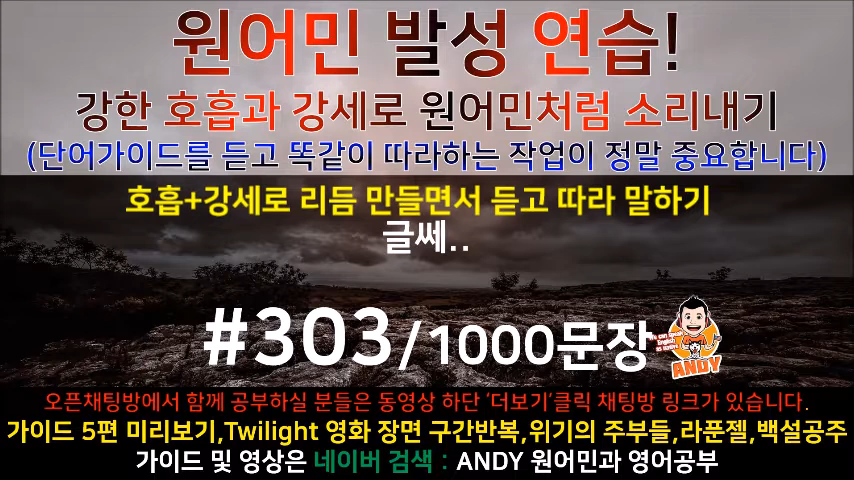 원어민 발성 연습!
강한 호흡과 강세로 원어민처럼 소리내기
(단어가이드를 듣고 똑같이 따라하는 작업이 정말 중요합니다)
호흡+강세로 리듬 만들면서 듣고 따라 말하기
글쎄..
#303/1000문장
ANDY
오픈채팅방에서 함께 공부하실 분들은 동영상 하단 '더보기'클릭 채팅방 링크가 있습니다.
가이드 5편 미리보기,Twilight 영화 장면 구간반복,위기의 주부들,라푼젤,백설공주
가이드 및 영상은 네이버 검색 : ANDY 원어민과 영어공부